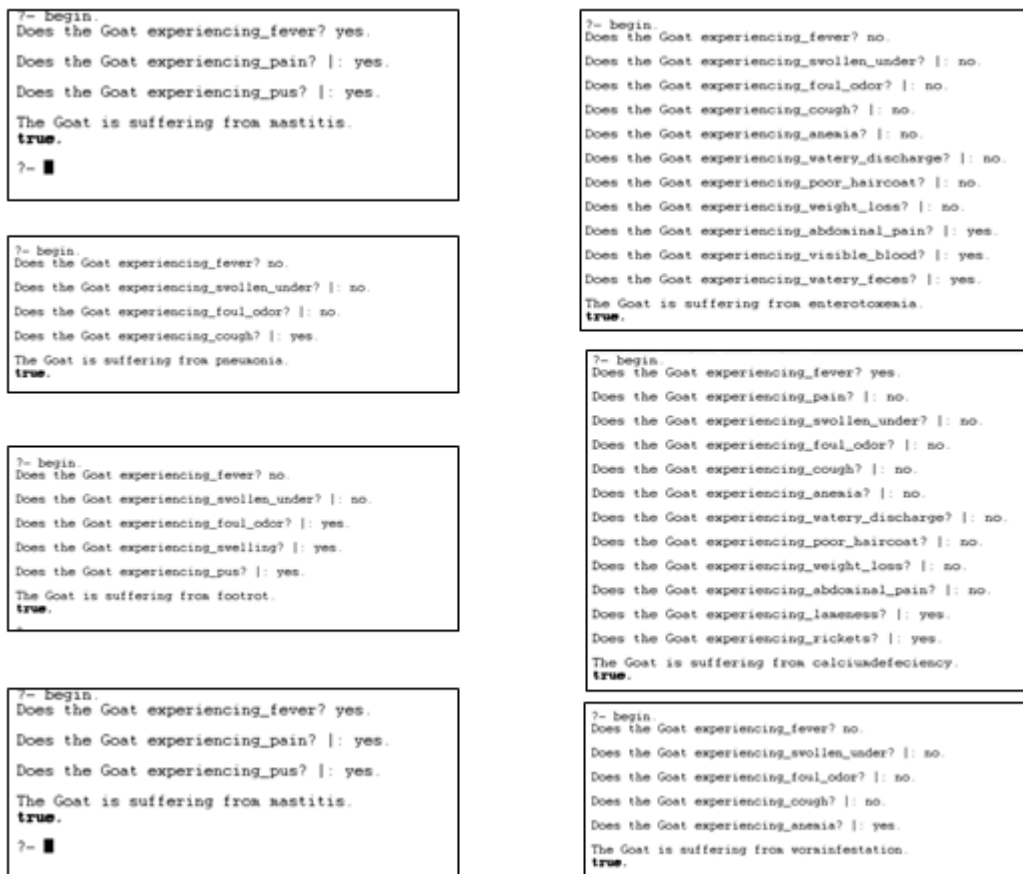 ?- begin.
Does the Goat experiencing_fever? yes.
Does the Goat experiencing_pain? |: yes.
Does the Goat experiencing_pus? |: yes.
The Goat is suffering from mastitis.
true.
?-
?- begin.
Does the Goat experiencing_fever? no.
Does the Goat experiencing_swollen_under? |: no.
Does the Goat experiencing_foul_odor? |: no.
Does the Goat experiencing_cough? |: yes.
The Goat is suffering from pneumonia.
true.
?- begin.
Does the Goat experiencing_fever? no.
Does the Goat experiencing_swollen_under? |: no.
Does the Goat experiencing_foul_odor? |: yes.
Does the Goat experiencing_swelling? |: yes.
Does the Goat experiencing_pus? |: yes.
The Goat is suffering from footrot.
true.
?- begin.
Does the Goat experiencing_fever? yes.
Does the Goat experiencing_pain? |: yes.
Does the Goat experiencing_pus? |: yes.
The Goat is suffering from mastitis.
true.
?-
?- begin.
Does the Goat experiencing_fever? no.
Does the Goat experiencing_swollen_under? |: no.
Does the Goat experiencing_foul_odor? |: no.
Does the Goat experiencing_cough? |: no.
Does the Goat experiencing_anemia? |: no.
Does the Goat experiencing_watery_discharge? |: no.
Does the Goat experiencing_poor_haircoat? |: no.
Does the Goat experiencing_weight_loss? |: no.
Does the Goat experiencing_abdominal_pain? |: yes.
Does the Goat experiencing_visible_blood? |: yes.
Does the Goat experiencing_watery_feces? |: yes.
The Goat is suffering from enterotoxemia.
true.
?- begin.
Does the Goat experiencing_fever? yes.
Does the Goat experiencing_pain? |: no.
Does the Goat experiencing_swollen_under? |: no.
Does the Goat experiencing_foul_odor? |: no.
Does the Goat experiencing_cough? |: no.
Does the Goat experiencing_anemia? |: no.
Does the Goat experiencing_watery_discharge? |: no.
Does the Goat experiencing_poor_haircoat? |: no.
Does the Goat experiencing_weight_loss? |: no.
Does the Goat experiencing_abdominal_pain? |: no.
Does the Goat experiencing_lameness? |: yes.
Does the Goat experiencing_rickets? |: yes.
The Goat is suffering from calciumdefeciency.
true.
?- begin.
Does the Goat experiencing_fever? no.
Does the Goat experiencing_swollen_under? |: no.
Does the Goat experiencing_foul_odor? |: no.
Does the Goat experiencing_cough? |: no.
Does the Goat experiencing_anemia? |: yes.
The Goat is suffering from worminfestation.
true.